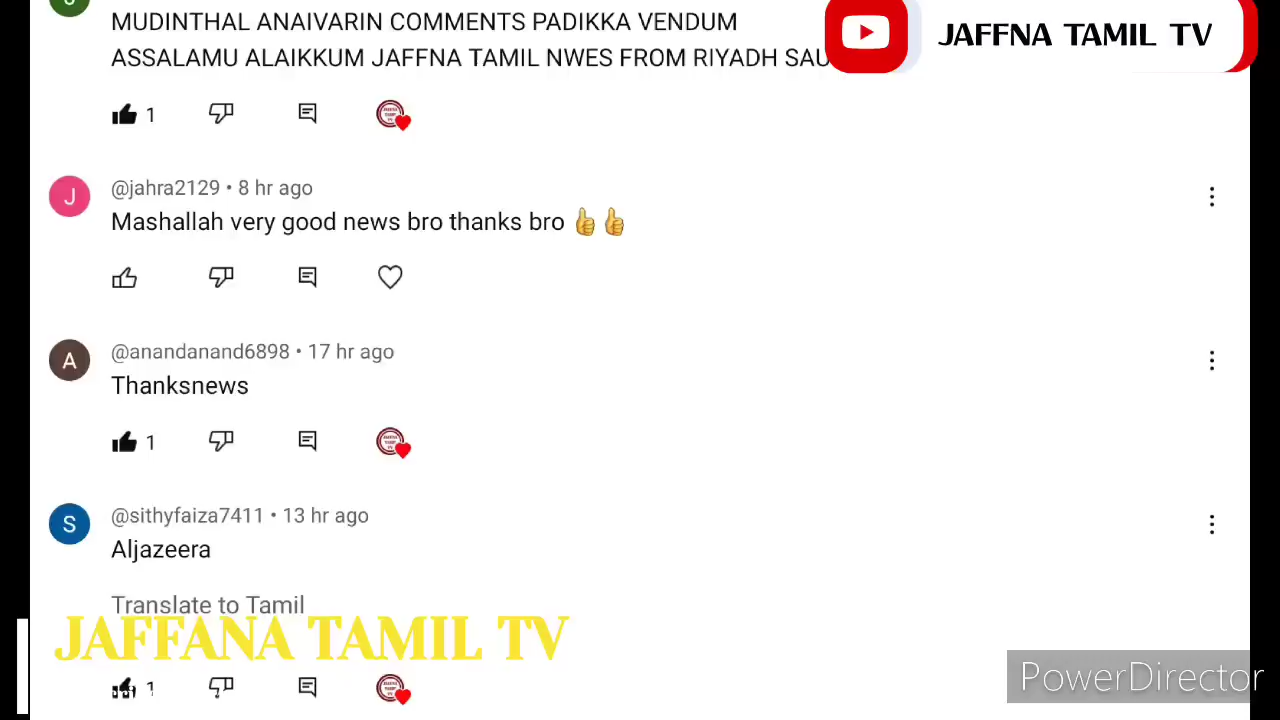 MUDINTHAL ANAIVARIN COMMENTS PADIKKA VENDUM
JAFFNA TAMIL TV
ASSALAMU ALAIKKUM JAFFNA TAMIL NWES FROM RIYADH SAU
1
J
@jahra2129 • 8 hr ago
Mashallah very good news bro thanks bro 👍👍
A
@anandanand6898 • 17 hr ago
Thanksnews
1
S
@sithyfaiza7411 • 13 hr ago
Aljazeera
Translate to Tamil
JAFFANA TAMIL TV
PowerDirector
1